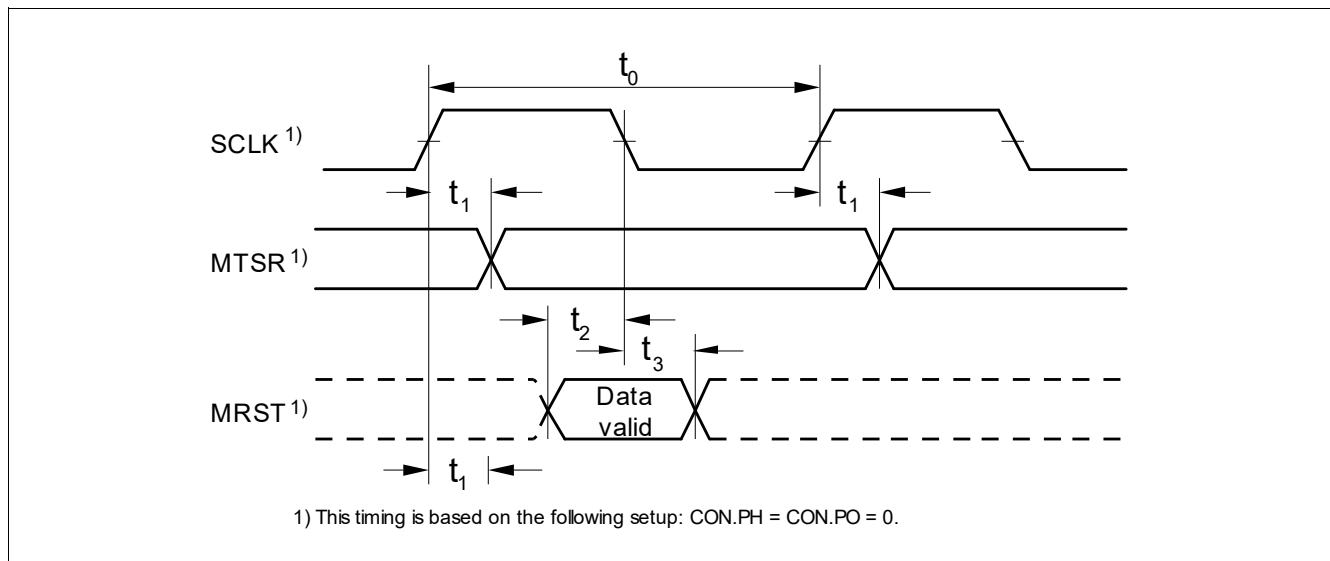 t0
SCLK 1)
t1 t1
MTSR 1)
t2
t3
MRST 1)
Data
valid
t1
1) This timing is based on the following setup: CON.PH = CON.PO = 0.